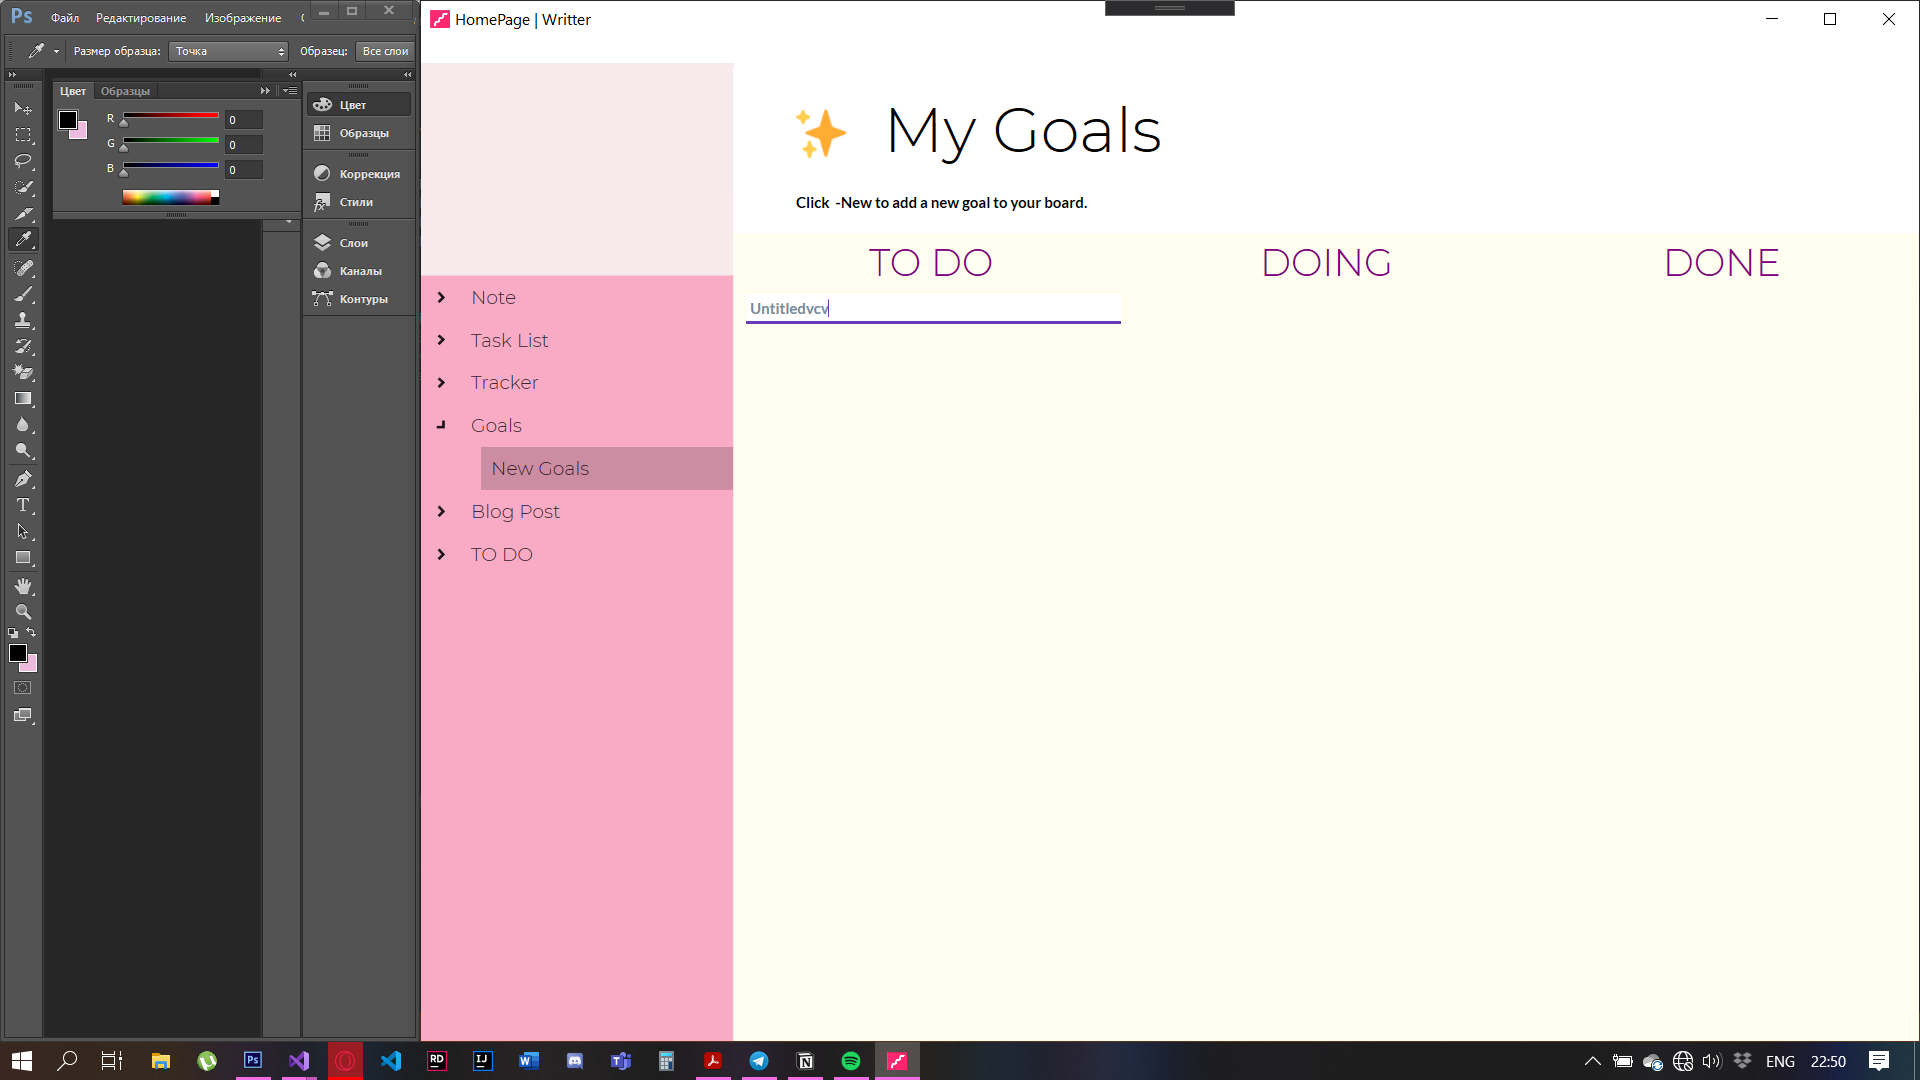 Ps Файл Редактирование Изображение
Размер образца: Точка Образец: Все слои
Цвет Образцы
R 0
G 0
B 0
Цвет
Образцы
Коррекция
Стили
Слои
Каналы
Контуры
HomePage | Writter
Note
Task List
Tracker
Goals
New Goals
Blog Post
TO DO
My Goals
Click -New to add a new goal to your board.
TO DO DOING DONE
Untitledvcv
ENG 22:50